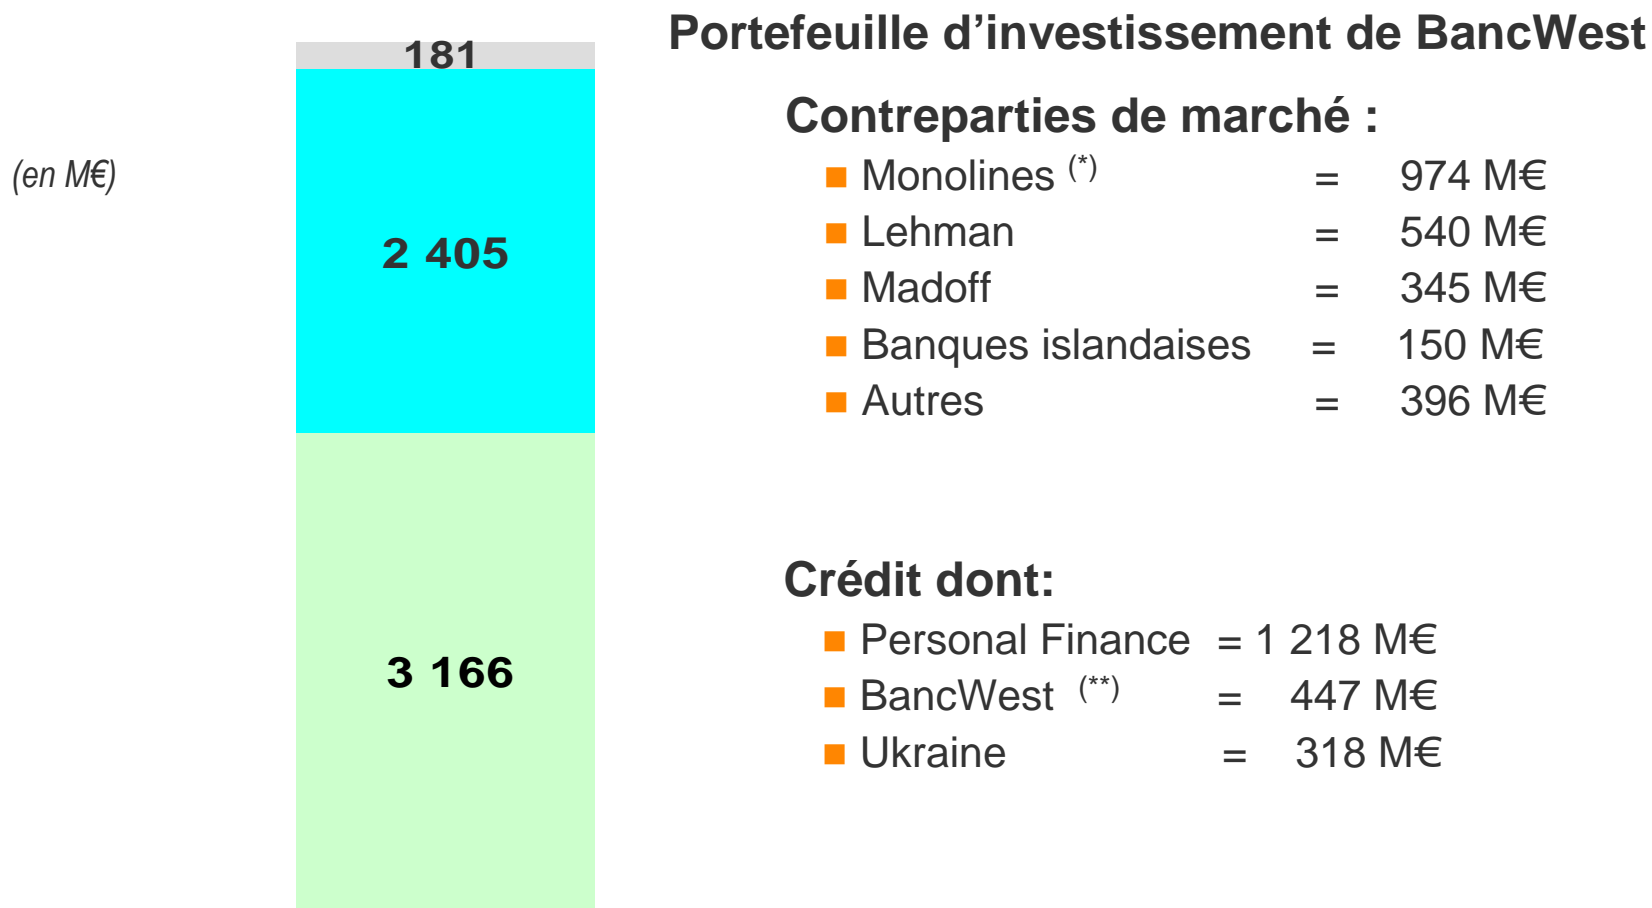 Portefeuille d’investissement de BancWest
181
Contreparties de marché :
(en M€)
Monolines (*) = 974 M€
Lehman = 540 M€
2 405
Madoff = 345 M€
Banques islandaises = 150 M€
Autres = 396 M€
Crédit dont:
Personal Finance = 1 218 M€
3 166
BancWest (**) = 447 M€
Ukraine = 318 M€